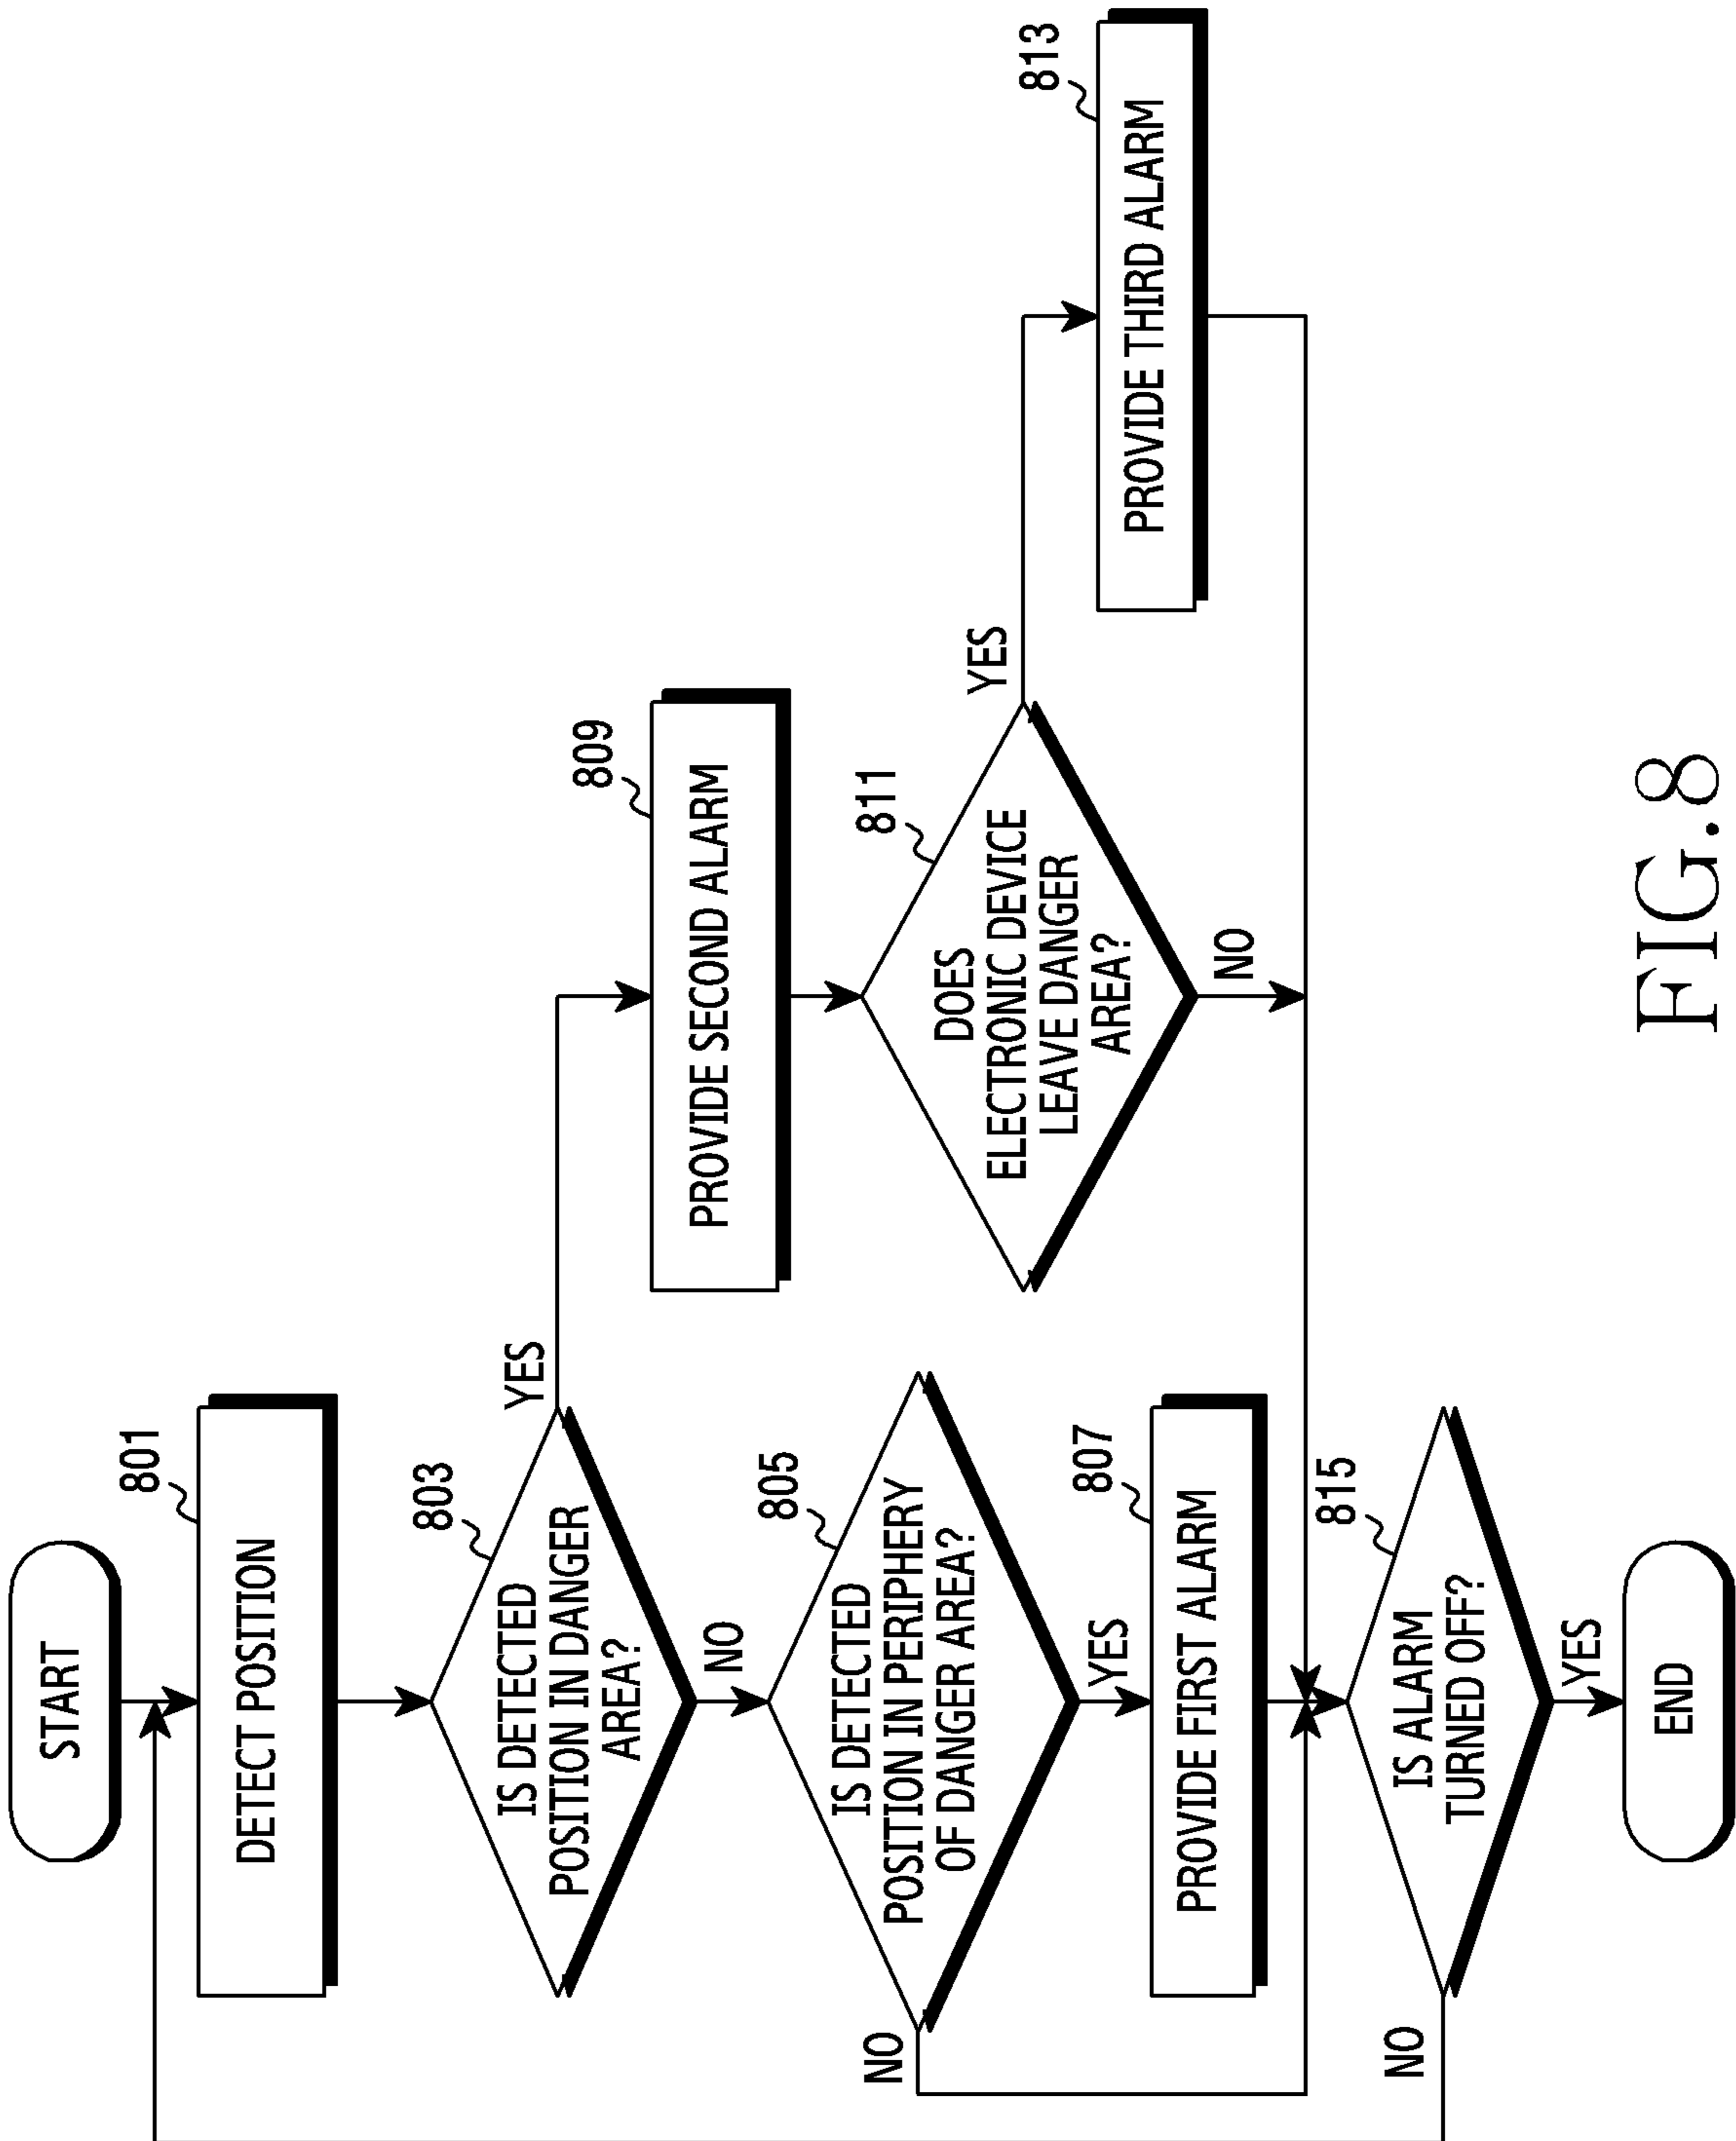 START
801
DETECT POSITION
803
IS DETECTED
POSITION IN DANGER
AREA?
YES
NO
805
IS DETECTED
POSITION IN PERIPHERY
OF DANGER AREA?
NO
YES
807
PROVIDE FIRST ALARM
809
PROVIDE SECOND ALARM
811
DOES
ELECTRONIC DEVICE
LEAVE DANGER
AREA?
YES
NO
813
PROVIDE THIRD ALARM
815
IS ALARM
TURNED OFF?
NO
YES
END
FIG.8